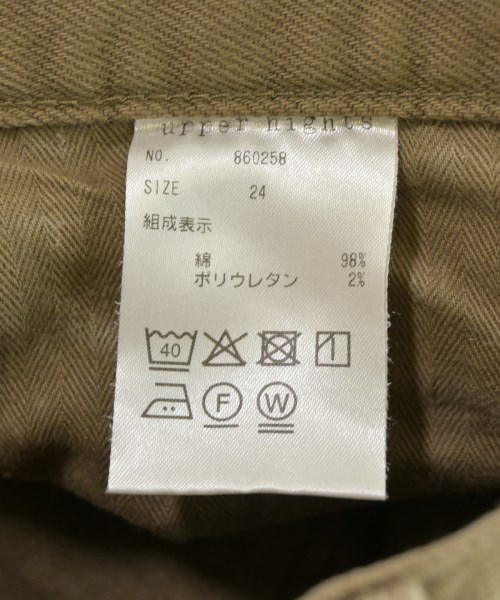 upper hights
NO. 860258
SIZE 24
組成表示
綿 98%
ポリウレタン 2%
40
F W